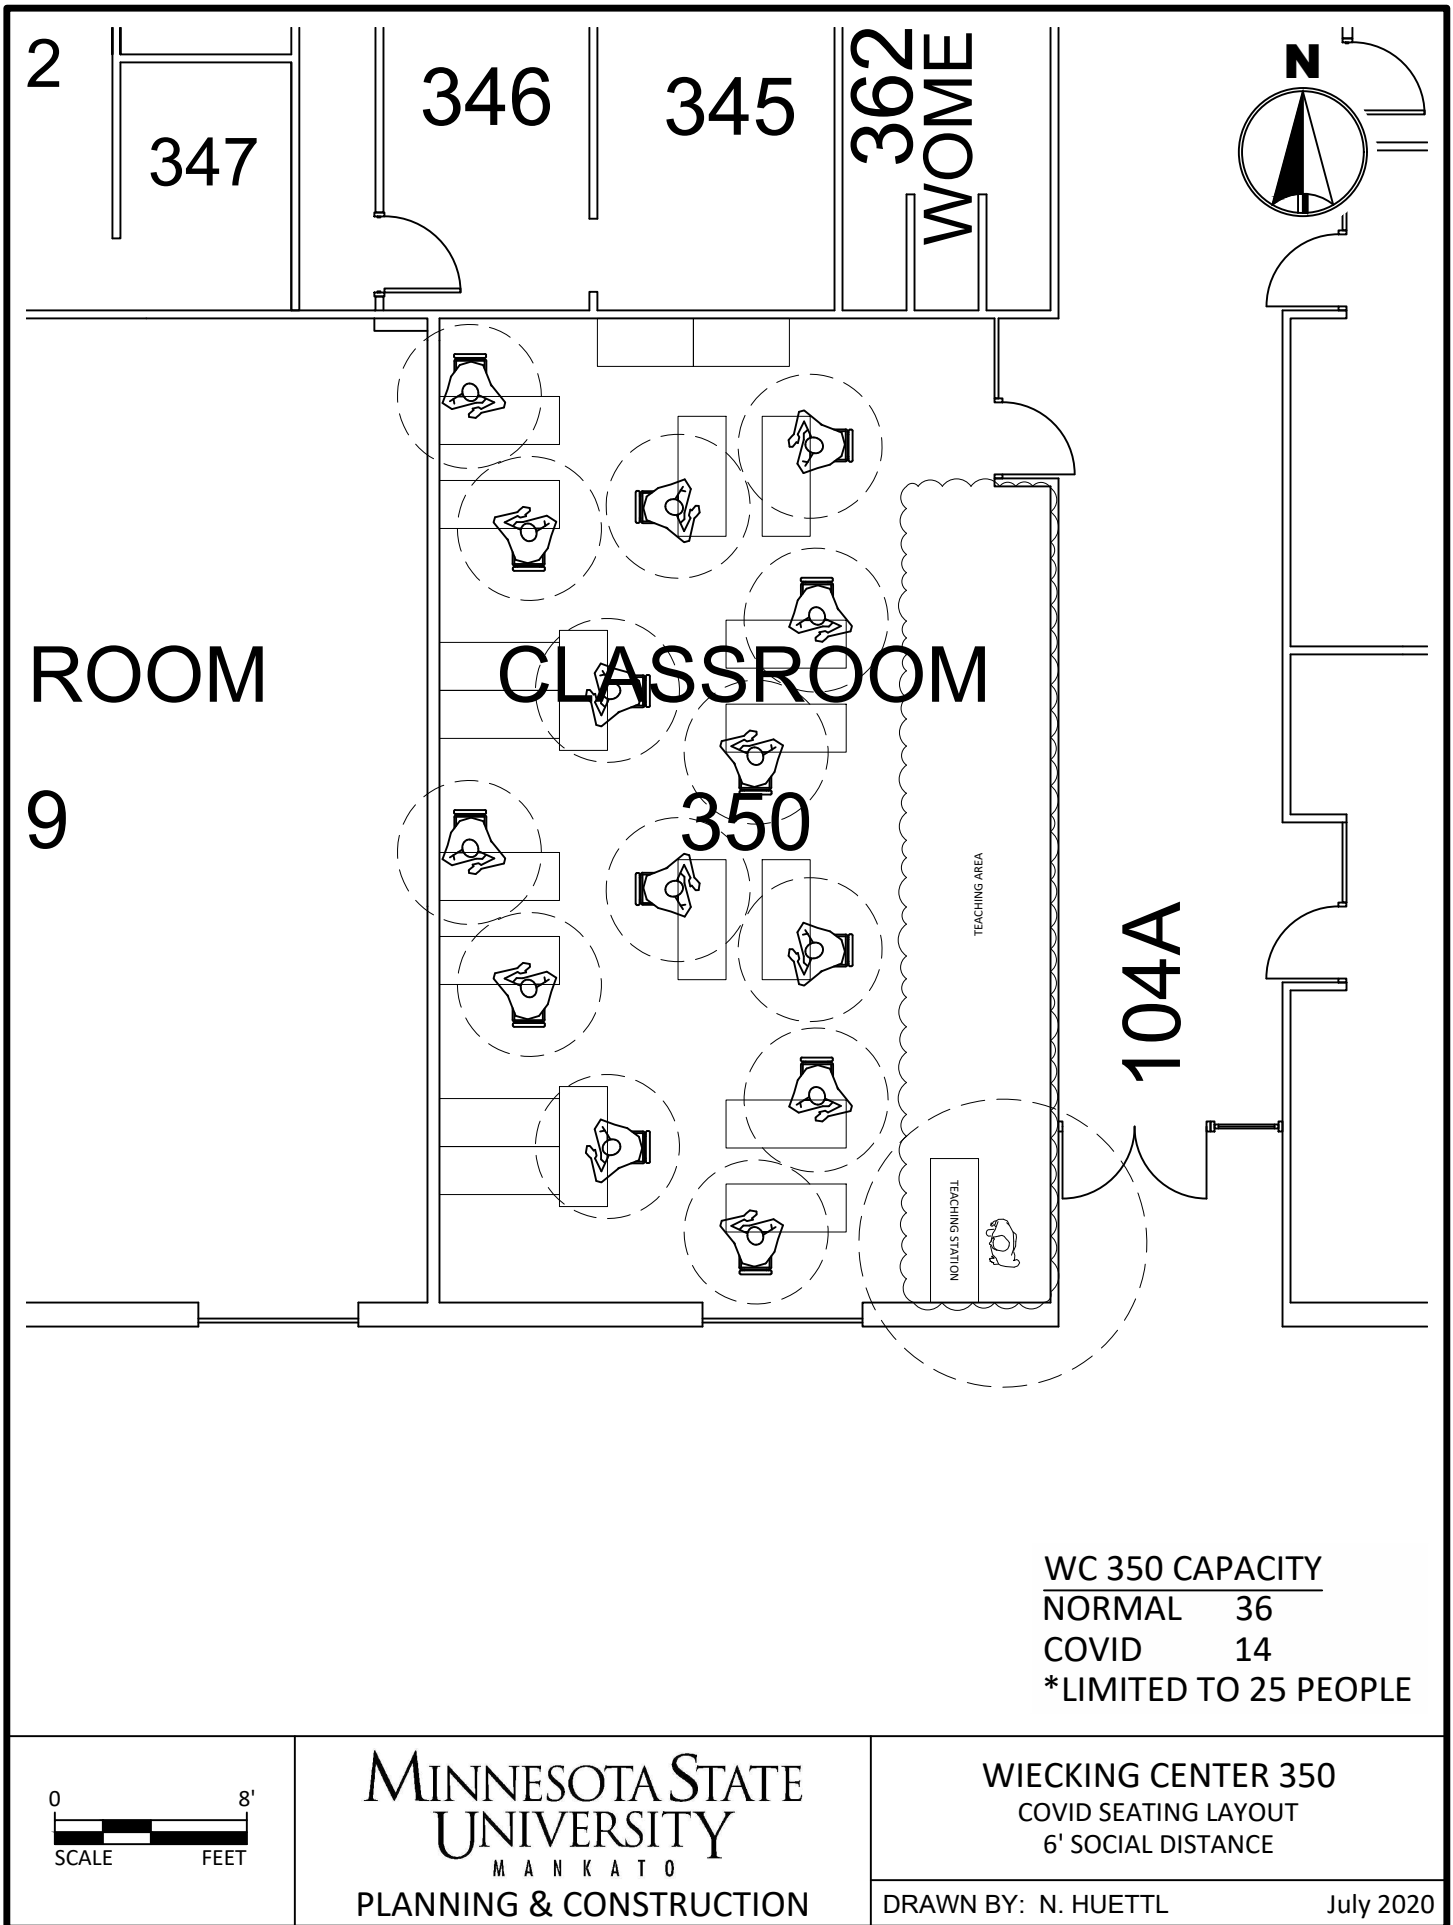 2
347
346
345
362
WOME
N
ROOM
9
CLASSROOM
350
TEACHING AREA
104A
TEACHING STATION
WC 350 CAPACITY
NORMAL 36
COVID 14
*LIMITED TO 25 PEOPLE
0 8'
SCALE FEET
MINNESOTA STATE
UNIVERSITY
MANKATO
PLANNING & CONSTRUCTION
WIECKING CENTER 350
COVID SEATING LAYOUT
6' SOCIAL DISTANCE
DRAWN BY: N. HUETTL July 2020